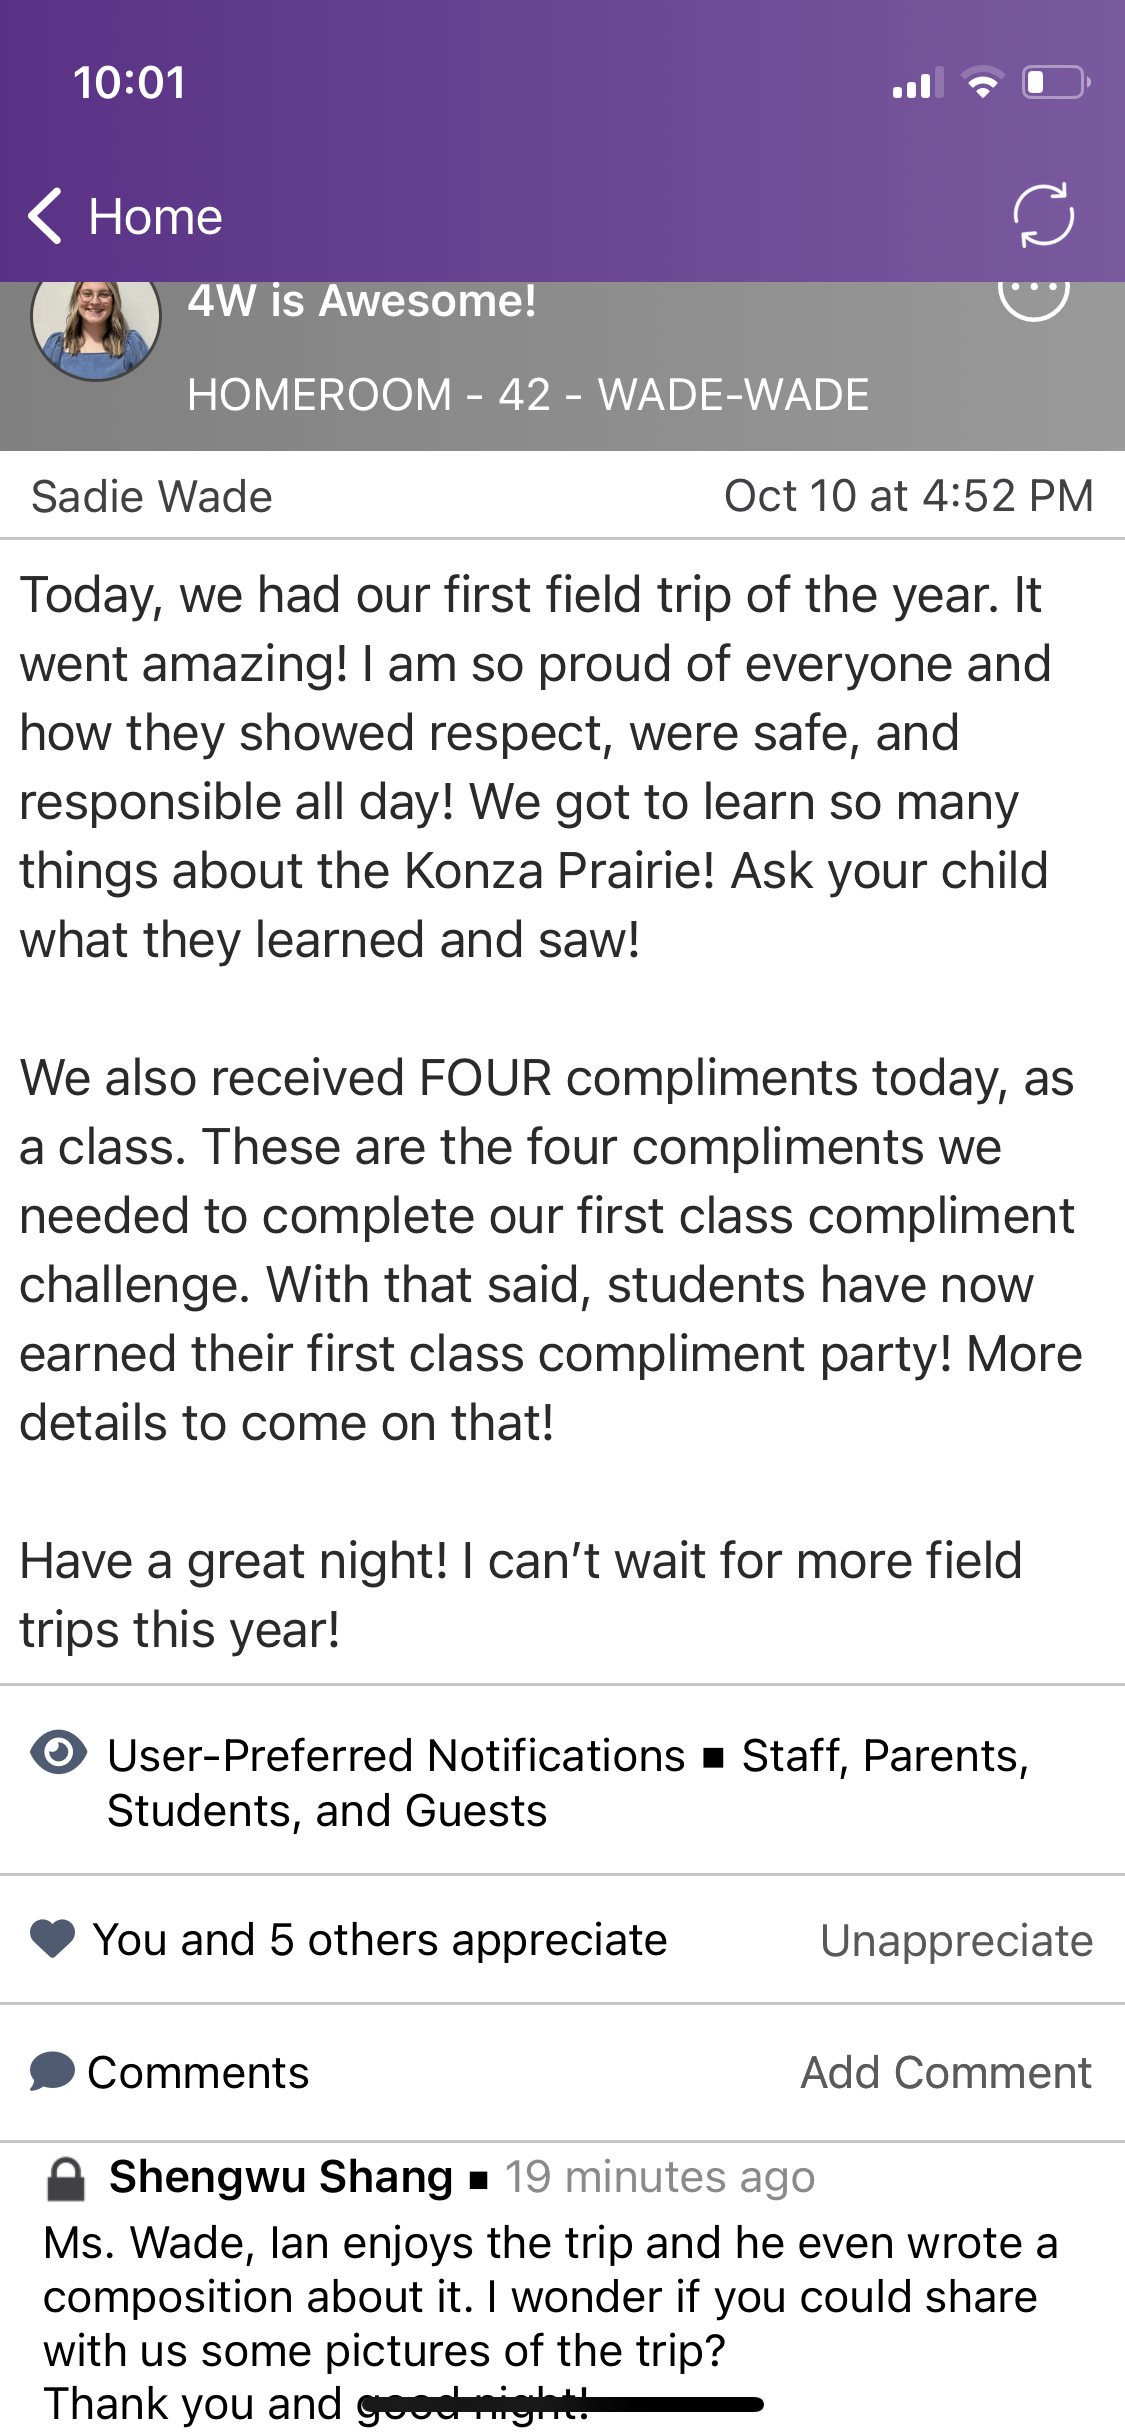 10:01
Home
4W is Awesome!
HOMEROOM - 42 - WADE-WADE
Sadie Wade Oct 10 at 4:52 PM
Today, we had our first field trip of the year. It
went amazing! I am so proud of everyone and
how they showed respect, were safe, and
responsible all day! We got to learn so many
things about the Konza Prairie! Ask your child
what they learned and saw!
We also received FOUR compliments today, as
a class. These are the four compliments we
needed to complete our first class compliment
challenge. With that said, students have now
earned their first class compliment party! More
details to come on that!
Have a great night! I can't wait for more field
trips this year!
User-Preferred Notifications ▪ Staff, Parents,
Students, and Guests
You and 5 others appreciate Unappreciate
Comments Add Comment
Shengwu Shang ▪ 19 minutes ago
Ms. Wade, Ian enjoys the trip and he even wrote a
composition about it. I wonder if you could share
with us some pictures of the trip?
Thank you and good night!